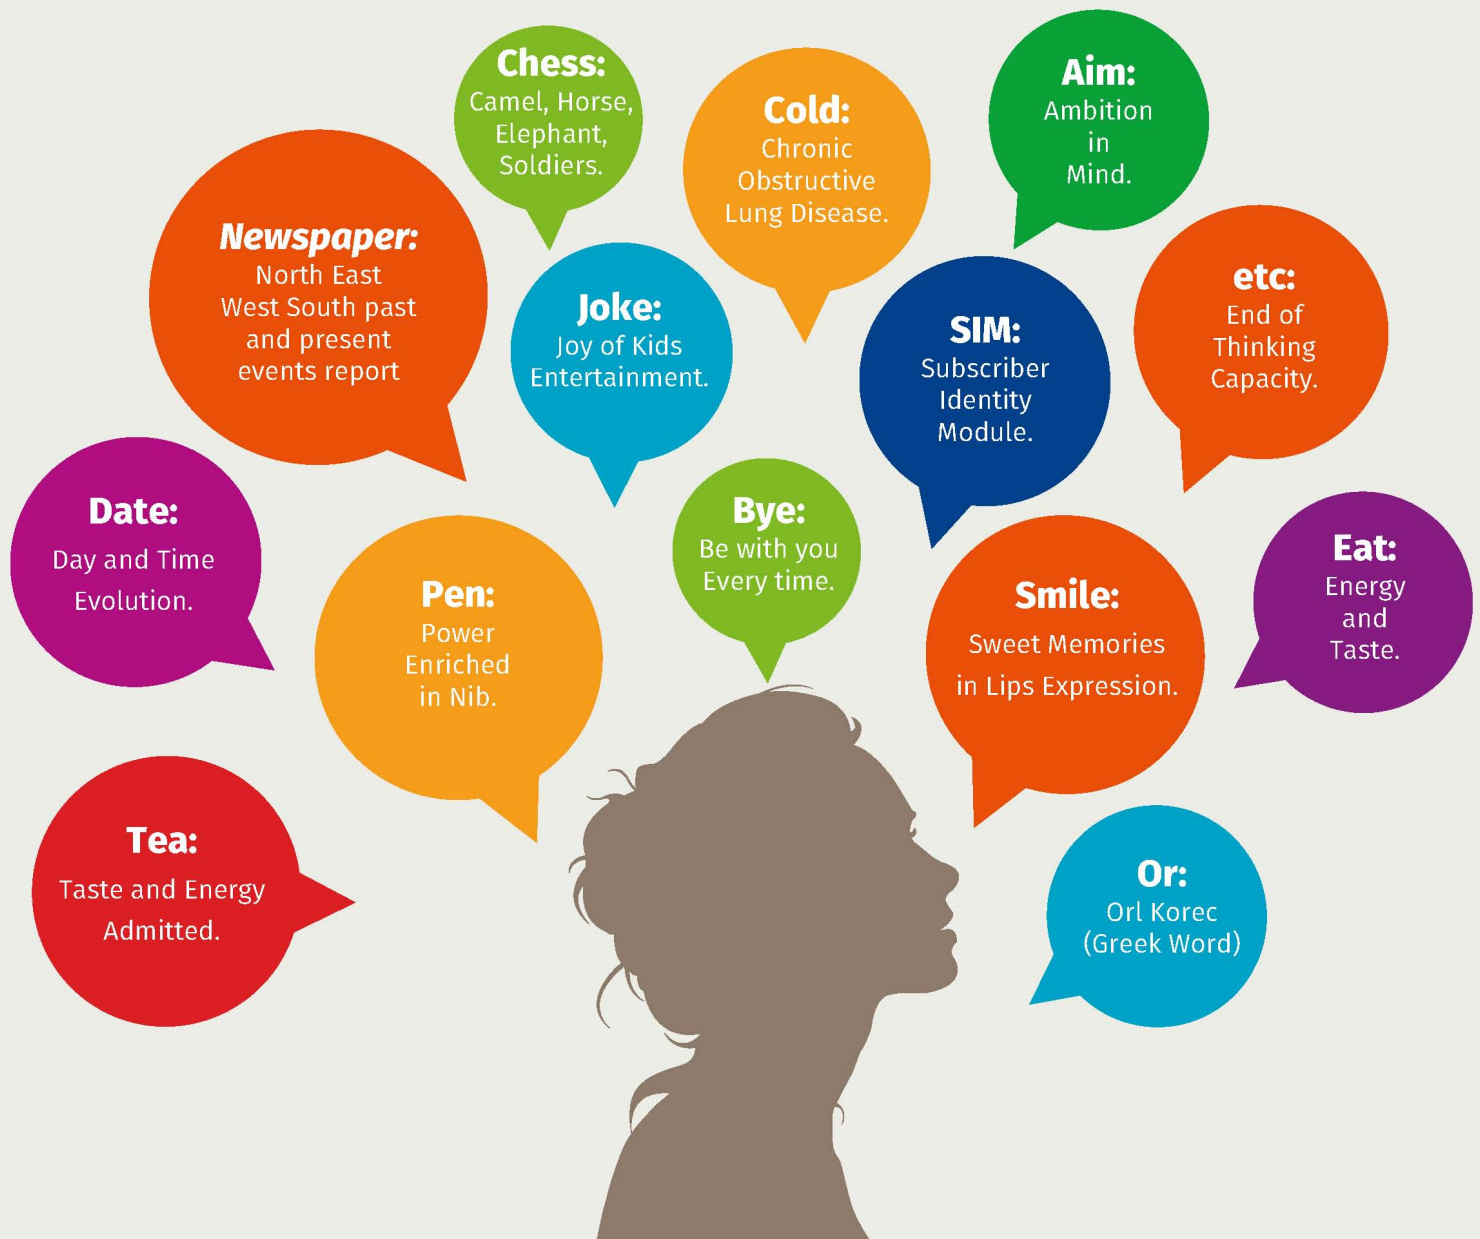 Chess:
Camel, Horse,
Elephant,
Soldiers.
Cold:
Chronic
Obstructive
Lung Disease.
Aim:
Ambition
in
Mind.
Newspaper:
North East
West South past
and present
events report
Joke:
Joy of Kids
Entertainment.
SIM:
Subscriber
Identity
Module.
etc:
End of
Thinking
Capacity.
Date:
Day and Time
Evolution.
Pen:
Power
Enriched
in Nib.
Bye:
Be with you
Every time.
Smile:
Sweet Memories
in Lips Expression.
Eat:
Energy
and
Taste.
Tea:
Taste and Energy
Admitted.
Or:
Orl Korec
(Greek Word)